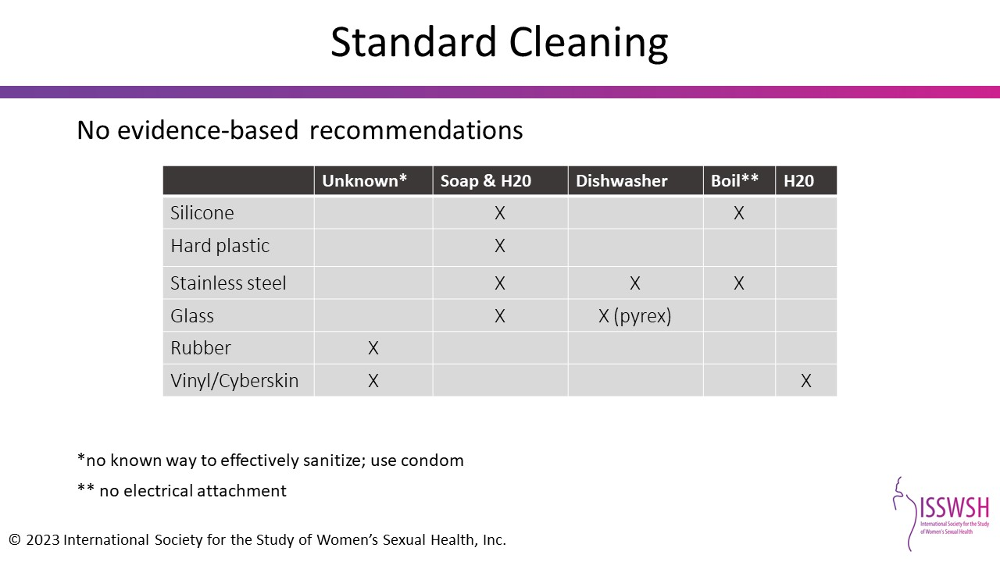 Standard Cleaning
No evidence-based recommendations
Unknown* Soap & H20 Dishwasher Boil** H20
Silicone X X
Hard plastic X
Stainless steel X X X
Glass X X (pyrex)
Rubber X
Vinyl/Cyberskin X X
*no known way to effectively sanitize; use condom
** no electrical attachment
ISSWSH
International Society for the Study
of Women's Sexual Health
© 2023 International Society for the Study of Women’s Sexual Health, Inc.